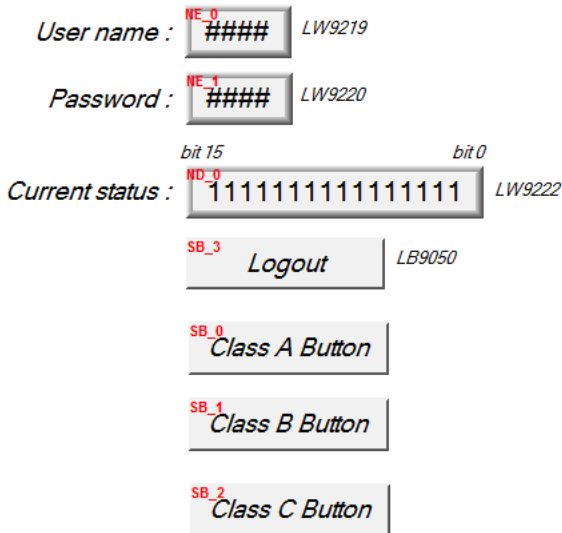 User name : NE_0 #### LW9219
Password : NE_1 #### LW9220
bit 15 bit 0
Current status : ND_0 1111111111111111 LW9222
SB_3 Logout LB9050
SB_0 Class A Button
SB_1 Class B Button
SB_2 Class C Button